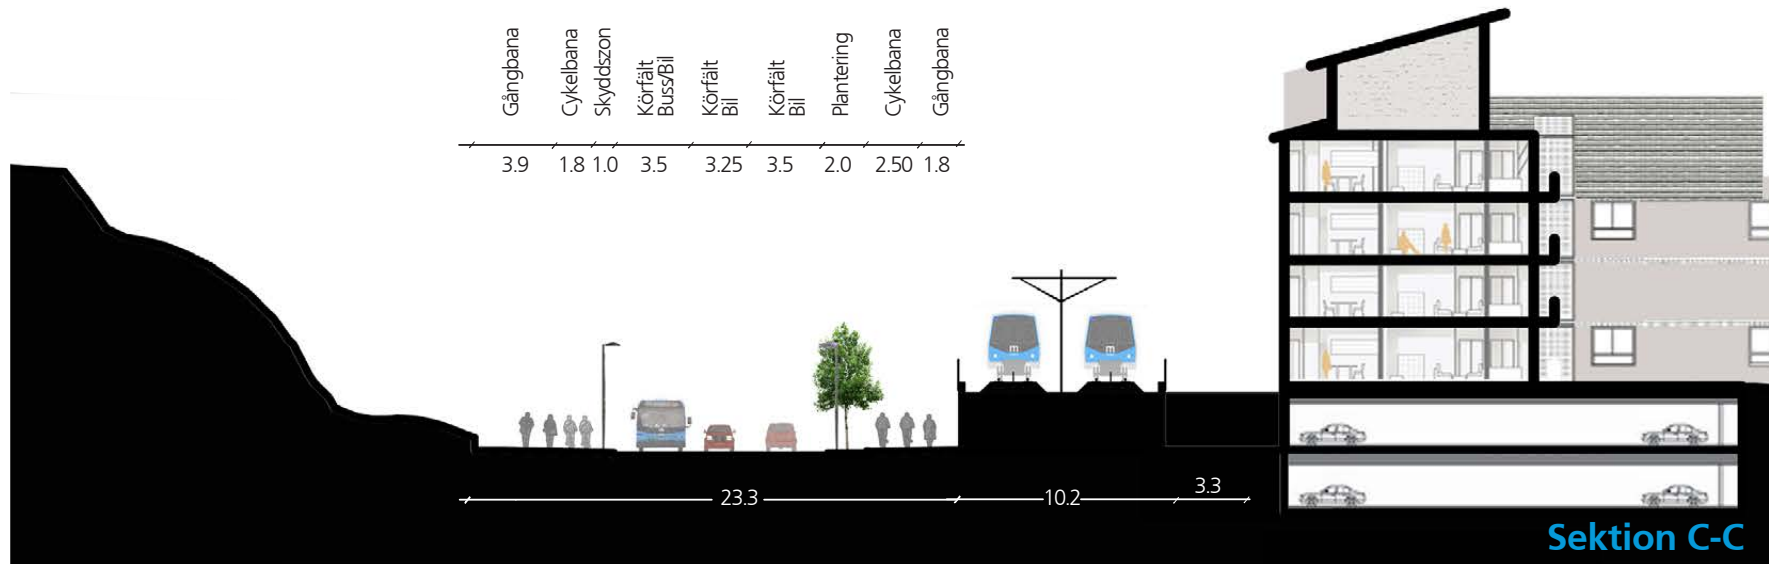 Gångbana
Cykelbana
Skyddszon
Körfält
Buss/Bil
Körfält
Bil
Körfält
Bil
Plantering
Cykelbana
Gångbana
3.9 1.8 1.0 3.5 3.25 3.5 2.0 2.50 1.8
23.3 10.2 3.3
Sektion C-C